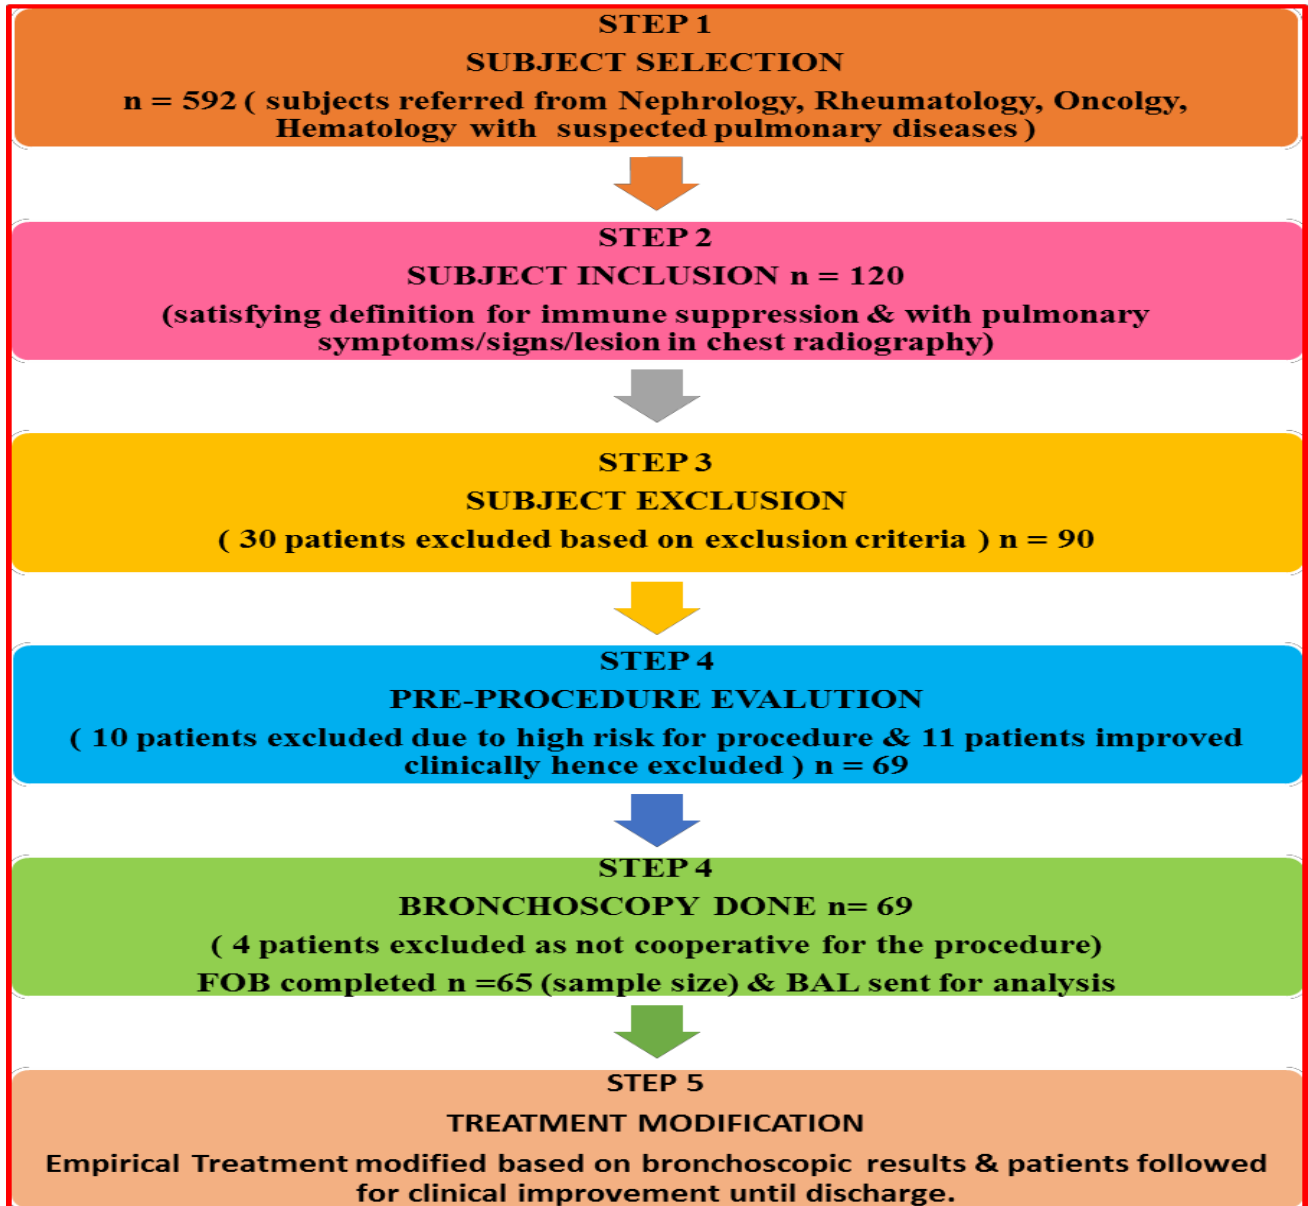 STEP 1
SUBJECT SELECTION
n = 592 ( subjects referred from Nephrology, Rheumatology, Oncolgy,
Hematology with suspected pulmonary diseases )
STEP 2
SUBJECT INCLUSION n = 120
(satisfying definition for immune suppression & with pulmonary
symptoms/signs/lesion in chest radiography)
STEP 3
SUBJECT EXCLUSION
( 30 patients excluded based on exclusion criteria ) n = 90
STEP 4
PRE-PROCEDURE EVALUTION
( 10 patients excluded due to high risk for procedure & 11 patients improved
clinically hence excluded ) n = 69
STEP 4
BRONCHOSCOPY DONE n= 69
( 4 patients excluded as not cooperative for the procedure)
FOB completed n =65 (sample size) & BAL sent for analysis
STEP 5
TREATMENT MODIFICATION
Empirical Treatment modified based on bronchoscopic results & patients followed
for clinical improvement until discharge.